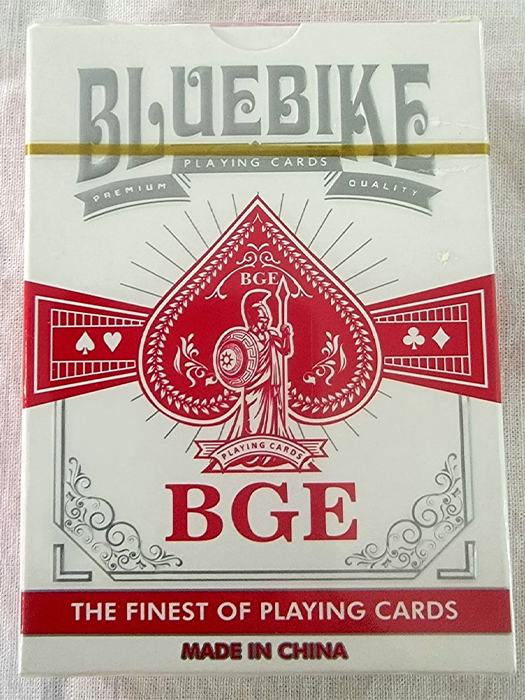 BLUEBIKE
PLAYING CARDS
PREMIUM QUALITY
BGE
PLAYING CARDS
BGE
THE FINEST OF PLAYING CARDS
MADE IN CHINA